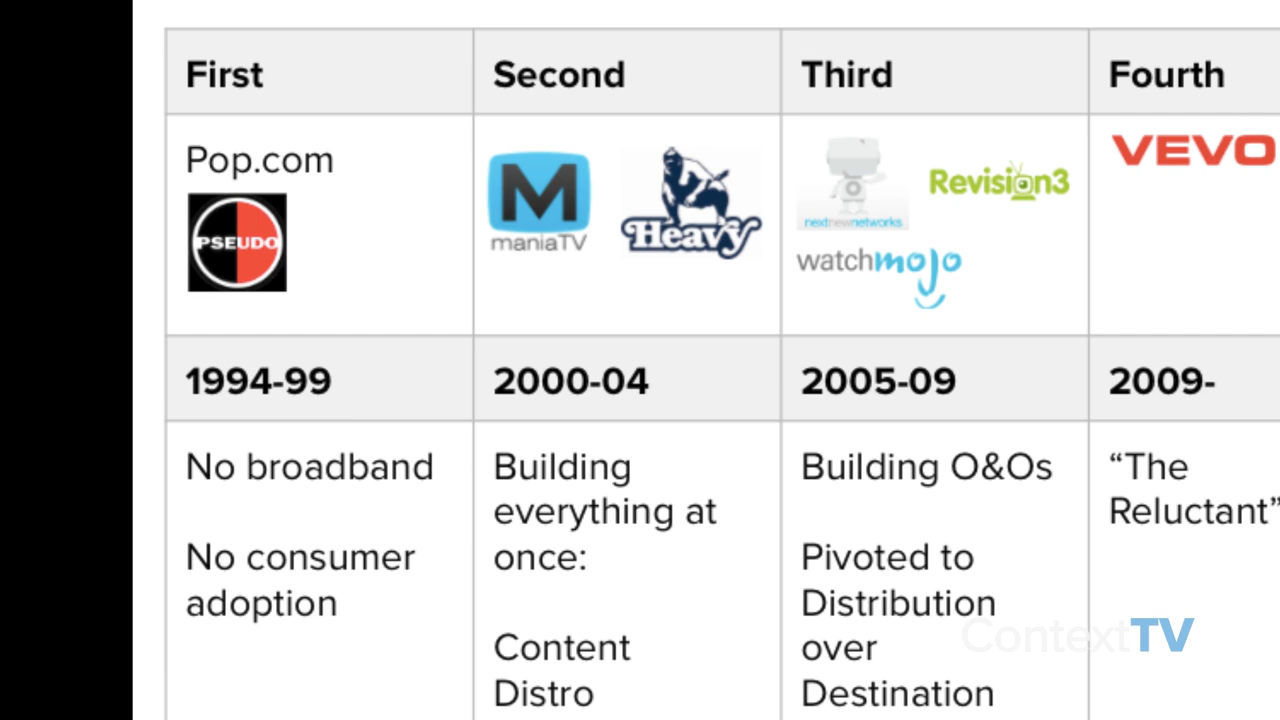 First
Second
Third
Fourth
Pop.com
PSEUDO
M
maniaTV
Heavy
nextnewnetworks
Revision3
watchmojo
VEVO
1994-99
2000-04
2005-09
2009-
No broadband
No consumer
adoption
Building
everything at
once:
Content
Distro
Building O&Os
Pivoted to
Distribution
over
Destination
“The
Reluctant”
ContextTV